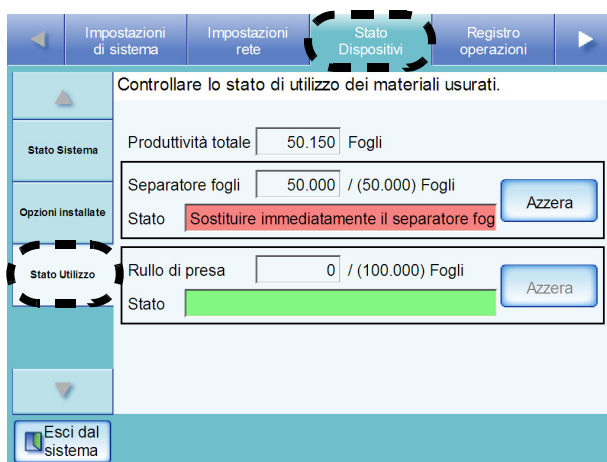 Impostazioni di sistema
Impostazioni rete
Stato Dispositivi
Registro operazioni
Controllare lo stato di utilizzo dei materiali usurati.
Stato Sistema
Opzioni installate
Stato Utilizzo
Produttività totale 50.150 Fogli
Separatore fogli 50.000 / (50.000) Fogli
Azzera
Stato Sostituire immediatamente il separatore fog
Rullo di presa 0 / (100.000) Fogli
Azzera
Stato
Esci dal sistema